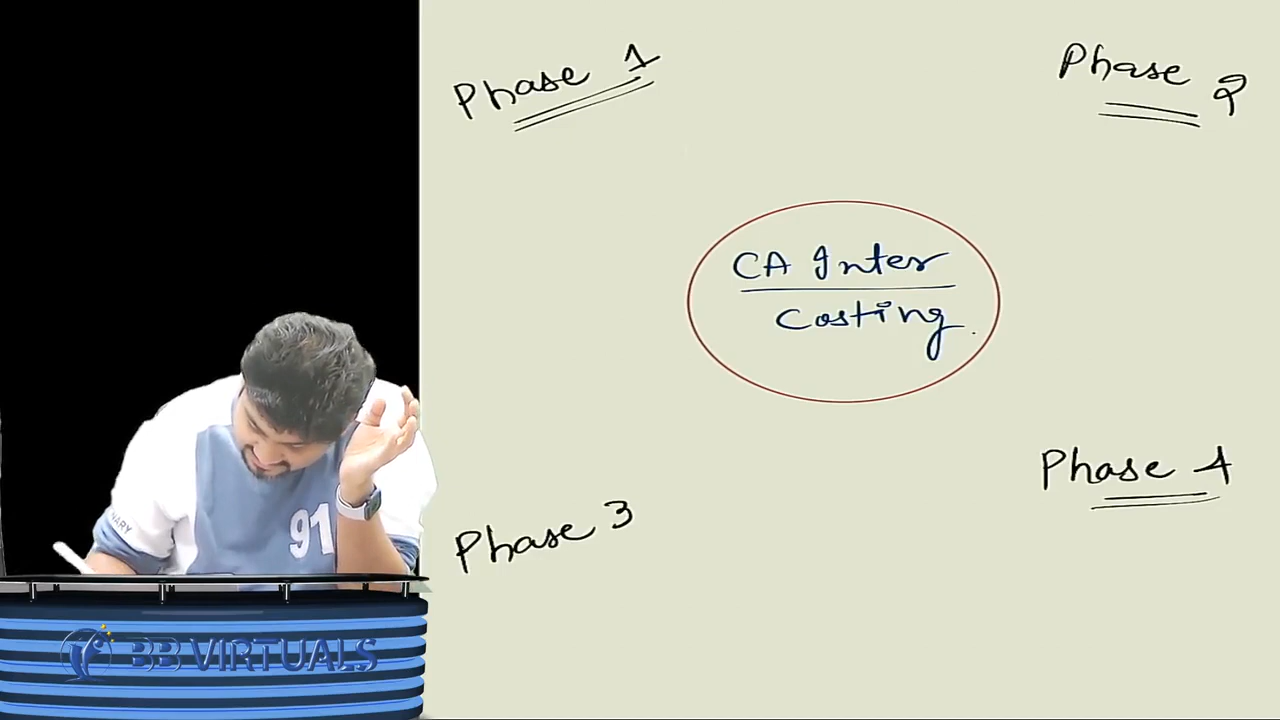 Phase 1
Phase 2
CA Inter
Costing
Phase 4
Phase 3
91
BB VIRTUALS